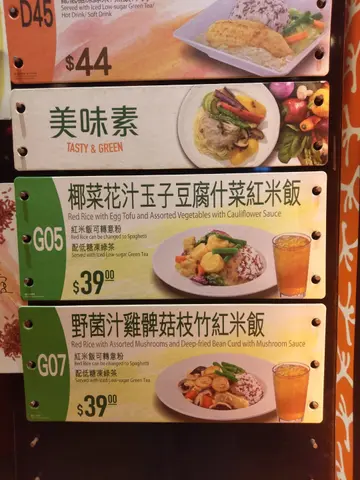 D45
Served with Iced Low-sugar Green Tea/
Hot Drink/ Soft Drink
$44
美味素
TASTY & GREEN
椰菜花汁玉子豆腐什菜紅米飯
Red Rice with Egg Tofu and Assorted Vegetables with Cauliflower Sauce
G05
紅米飯可轉意粉
Red Rice can be changed to Spaghetti
配低糖凍綠茶
Served with Iced Low-sugar Green Tea
$39.00
野菌汁雞髀菇枝竹紅米飯
Red Rice with Assorted Mushrooms and Deep-fried Bean Curd with Mushroom Sauce
G07
紅米飯可轉意粉
Red Rice can be changed to Spaghetti
配低糖凍綠茶
Served with Iced Low-sugar Green Tea
$39.00